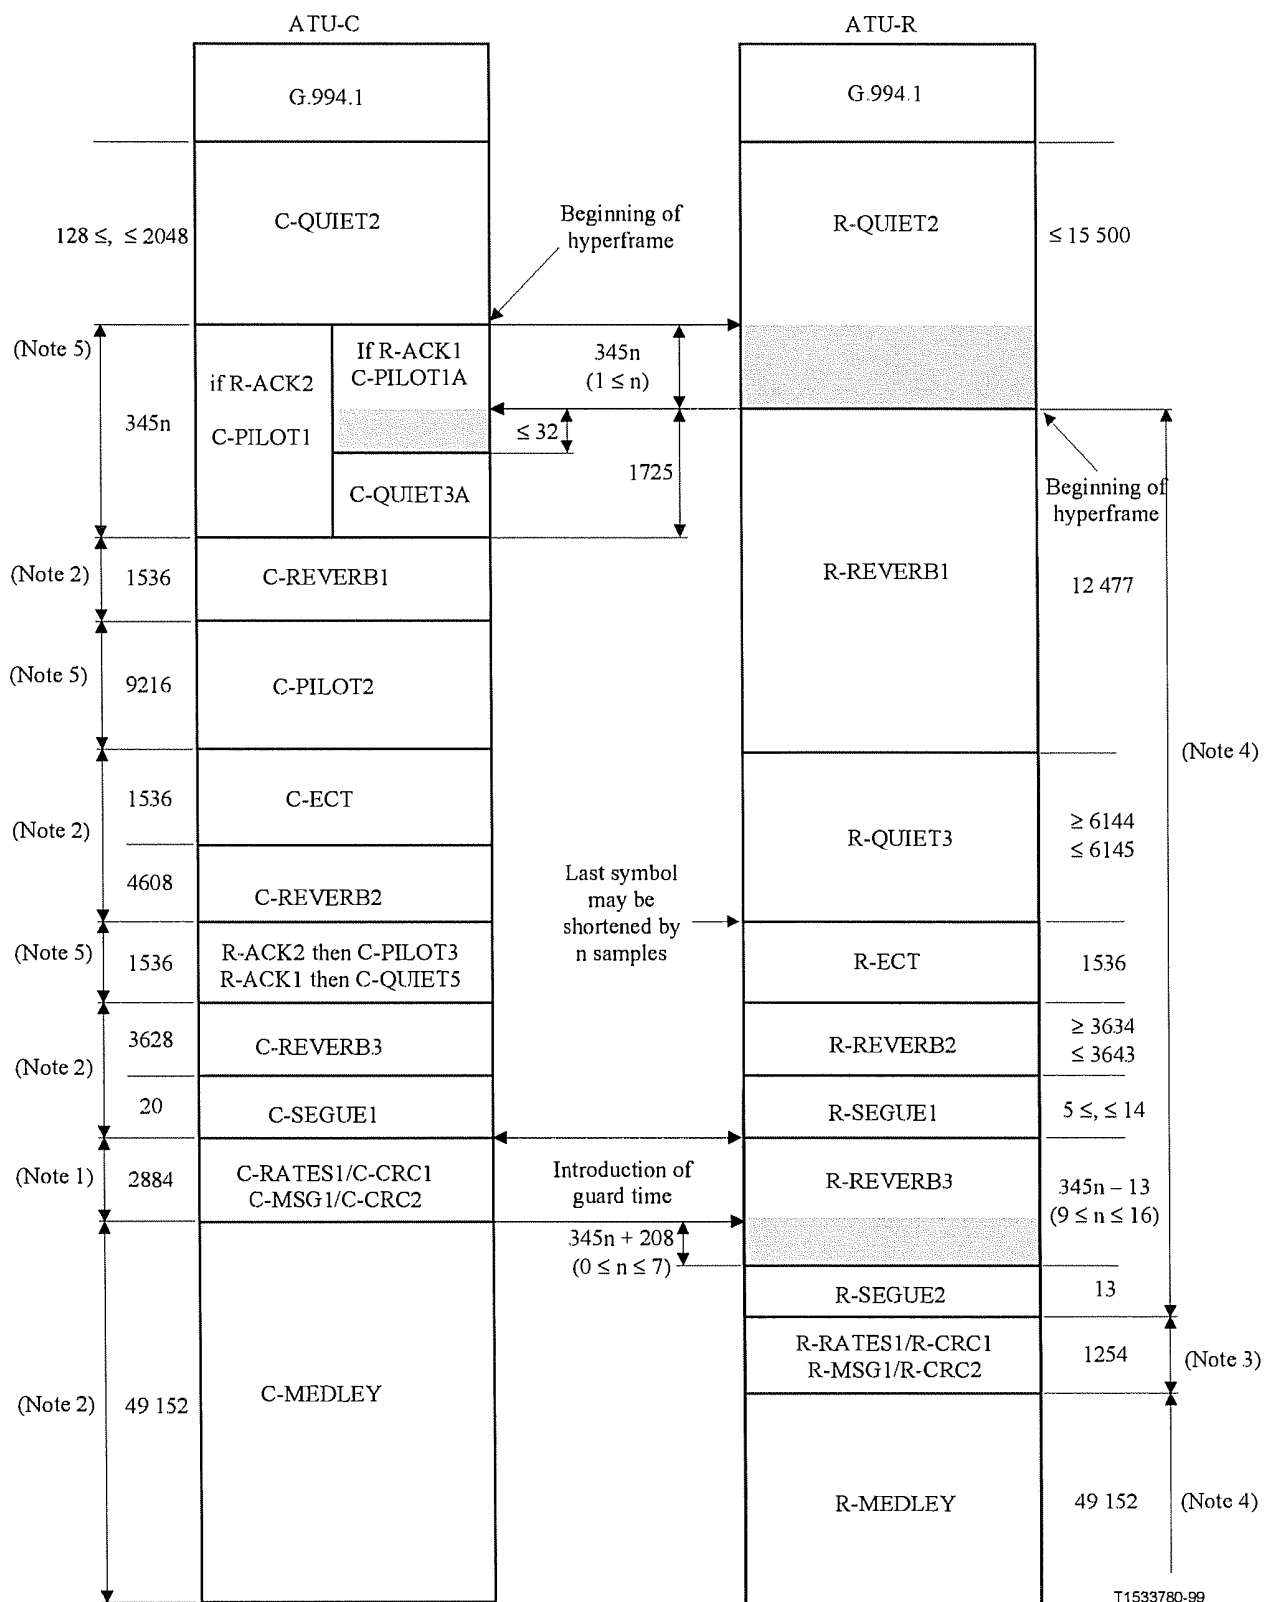 ATU-C
ATU-R
G.994.1
G.994.1
C-QUIET2
128 ≤, ≤ 2048
Beginning of
hyperframe
R-QUIET2
≤ 15 500
(Note 5)
345n
if R-ACK2
C-PILOT1
If R-ACK1
C-PILOT1A
C-QUIET3A
345n
(1 ≤ n)
≤ 32
1725
Beginning of
hyperframe
(Note 2)
1536
C-REVERB1
R-REVERB1
12 477
(Note 5)
9216
C-PILOT2
(Note 4)
(Note 2)
1536
C-ECT
4608
C-REVERB2
R-QUIET3
≥ 6144
≤ 6145
Last symbol
may be
shortened by
n samples
(Note 5)
1536
R-ACK2 then C-PILOT3
R-ACK1 then C-QUIET5
R-ECT
1536
(Note 2)
3628
C-REVERB3
R-REVERB2
≥ 3634
≤ 3643
20
C-SEGUE1
R-SEGUE1
5 ≤, ≤ 14
(Note 1)
2884
C-RATES1/C-CRC1
C-MSG1/C-CRC2
Introduction of
guard time
R-REVERB3
345n – 13
(9 ≤ n ≤ 16)
345n + 208
(0 ≤ n ≤ 7)
R-SEGUE2
13
R-RATES1/R-CRC1
R-MSG1/R-CRC2
1254
(Note 3)
(Note 2)
49 152
C-MEDLEY
R-MEDLEY
49 152
(Note 4)
T1533780-99